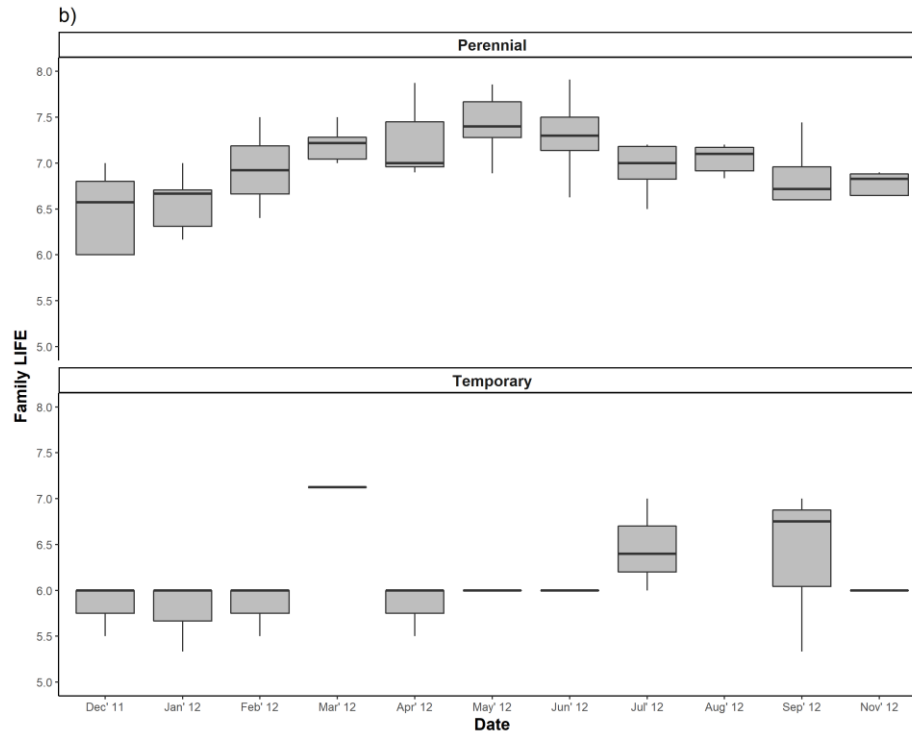 b)
Perennial
8.0
7.5
7.0
6.5
6.0
5.5
5.0
Family LIFE
Temporary
8.0
7.5
7.0
6.5
6.0
5.5
5.0
Dec' 11 Jan' 12 Feb' 12 Mar' 12 Apr' 12 May' 12 Jun' 12 Jul' 12 Aug' 12 Sep' 12 Nov' 12
Date